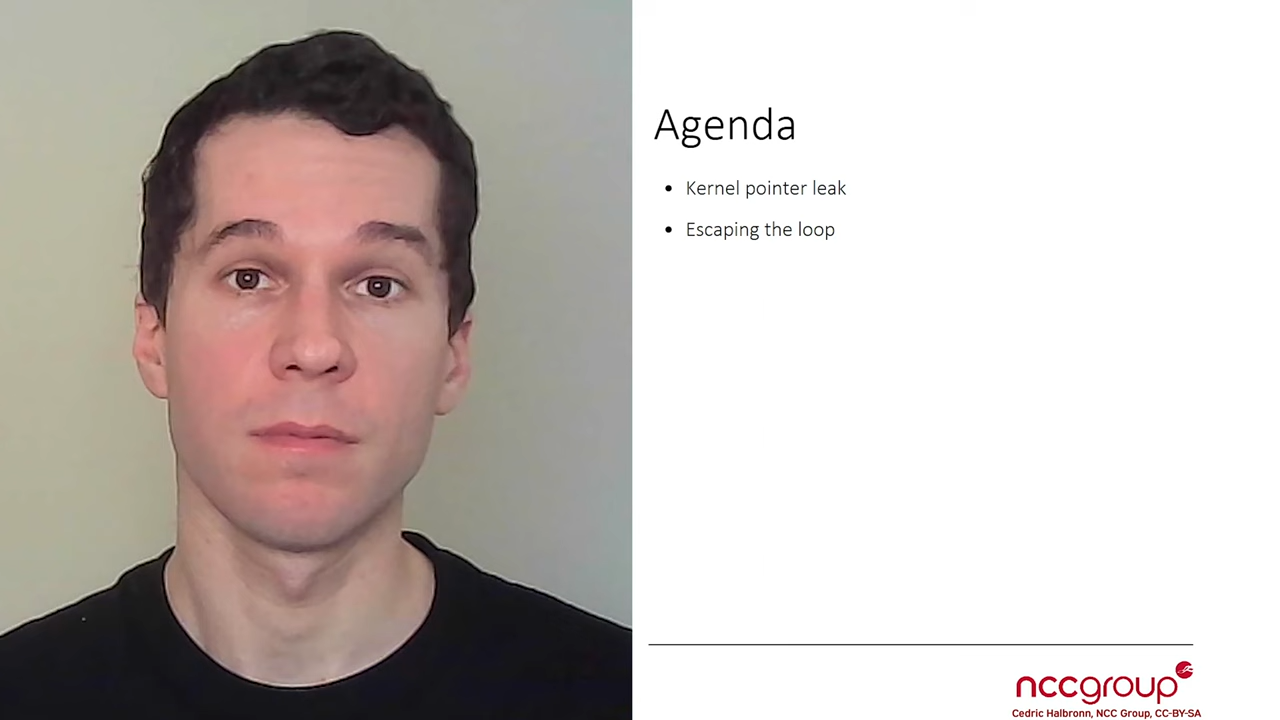 Agenda
• Kernel pointer leak
• Escaping the loop
nccgroup
Cedric Halbronn, NCC Group, CC-BY-SA